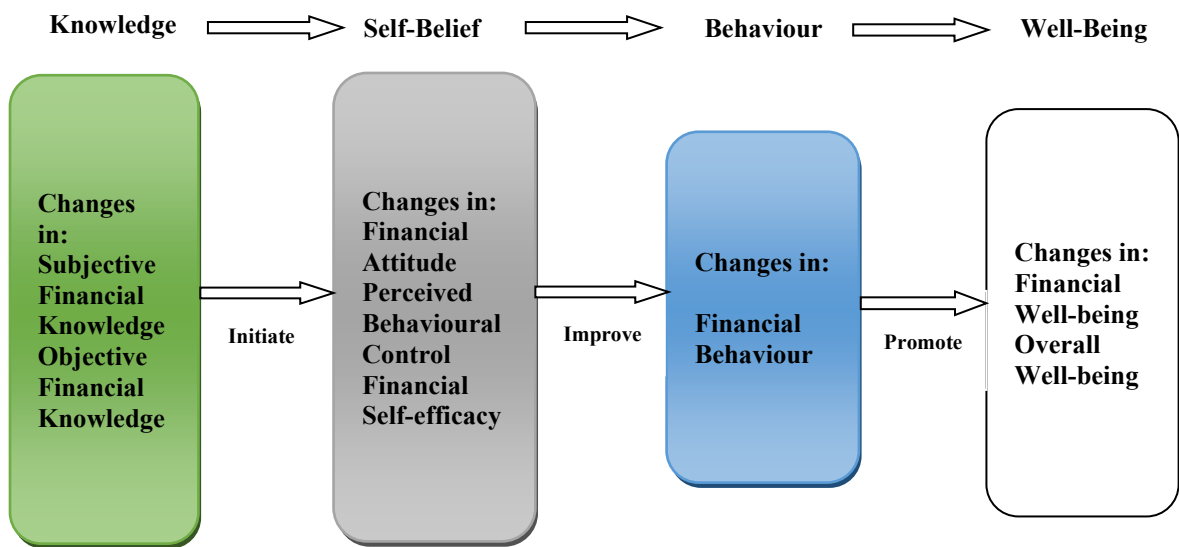 Knowledge
Self-Belief
Behaviour
Well-Being
Changes
in:
Subjective
Financial
Knowledge
Objective
Financial
Knowledge
Initiate
Changes in:
Financial
Attitude
Perceived
Behavioural
Control
Financial
Self-efficacy
Improve
Changes in:
Financial
Behaviour
Promote
Changes in:
Financial
Well-being
Overall
Well-being